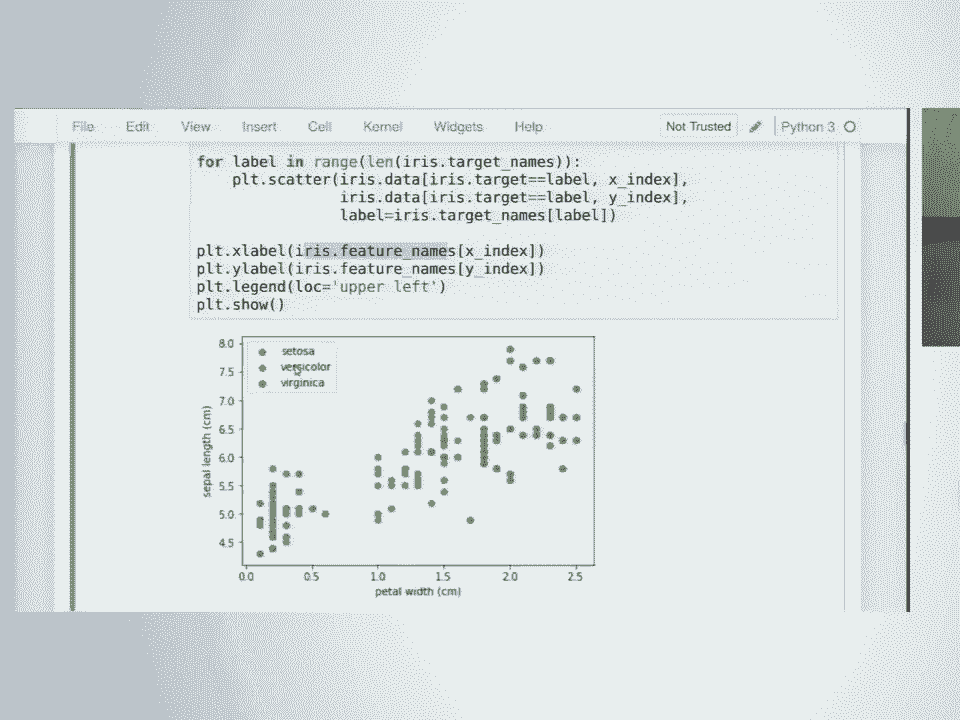 File Edit View Insert Cell Kernel Widgets Help Not Trusted Python 3
for label in range(len(iris.target_names)):
    plt.scatter(iris.data[iris.target==label, x_index],
                iris.data[iris.target==label, y_index],
                label=iris.target_names[label])
plt.xlabel(iris.feature_names[x_index])
plt.ylabel(iris.feature_names[y_index])
plt.legend(loc='upper left')
plt.show()
setosa
versicolor
virginica
8.0
7.5
7.0
6.5
6.0
5.5
5.0
4.5
sepal length (cm)
0.0 0.5 1.0 1.5 2.0 2.5
petal width (cm)